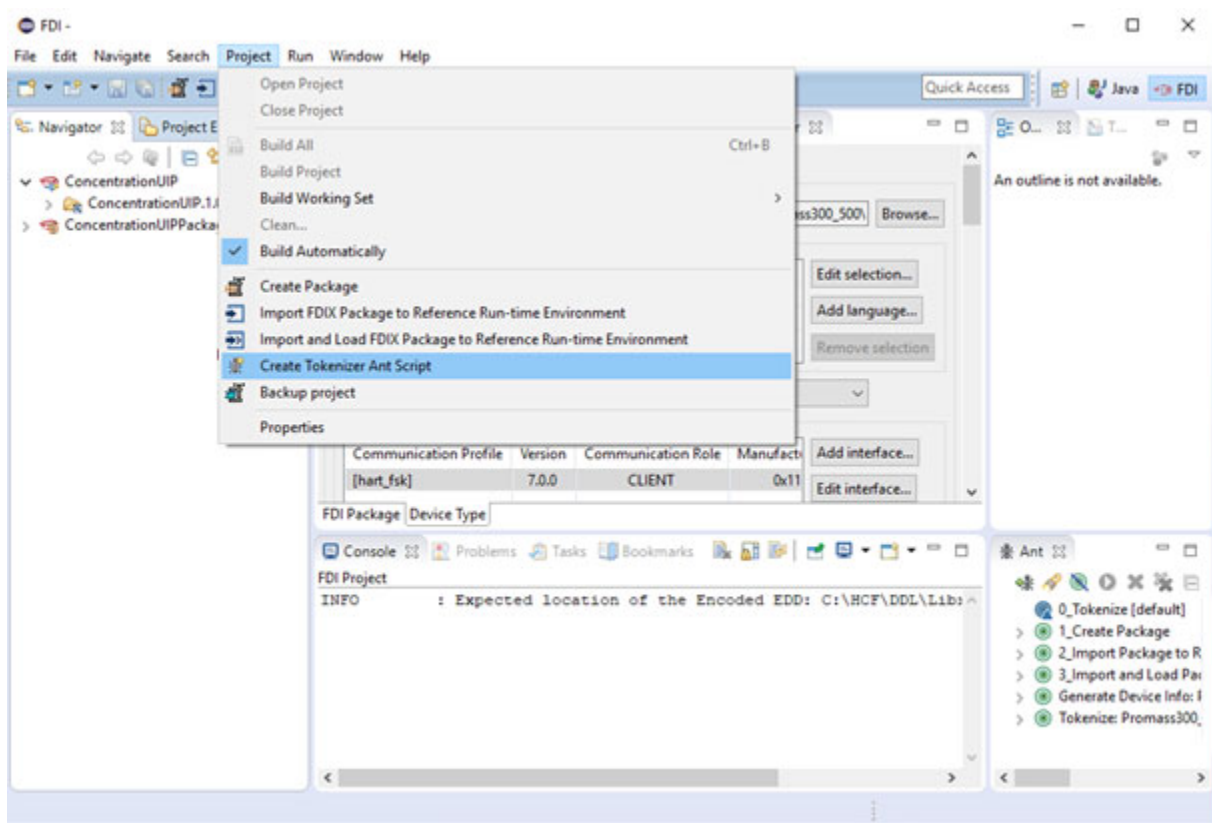 FDI -
File Edit Navigate Search Project Run Window Help
Quick Access Java FDI
Navigator Project E
ConcentrationUIP
ConcentrationUIP.1.
ConcentrationUIPPacka
Open Project
Close Project
Build All Ctrl+B
Build Project
Build Working Set
Clean...
Build Automatically
Create Package
Import FDIX Package to Reference Run-time Environment
Import and Load FDIX Package to Reference Run-time Environment
Create Tokenizer Ant Script
Backup project
Properties
ss300_500\ Browse...
Edit selection...
Add language...
Remove selection
Communication Profile Version Communication Role Manufact Add interface...
[hart_fsk] 7.0.0 CLIENT 0x11 Edit interface...
FDI Package Device Type
O... T...
An outline is not available.
Console Problems Tasks Bookmarks
FDI Project
INFO : Expected location of the Encoded EDD: C:\HCF\DDL\Lib
Ant
0_Tokenize [default]
1_Create Package
2_Import Package to R
3_Import and Load Pa
Generate Device Info:
Tokenize: Promass300_